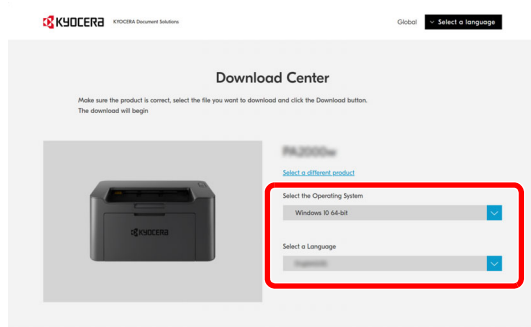 KYOCERA KYOCERA Document Solutions Global Select a language
Download Center
Make sure the product is correct, select the file you want to download and click the Download button.
The download will begin
PA2000w
Select a different product
Select the Operating System
Windows 10 64-bit
KYOCERA
Select a Language